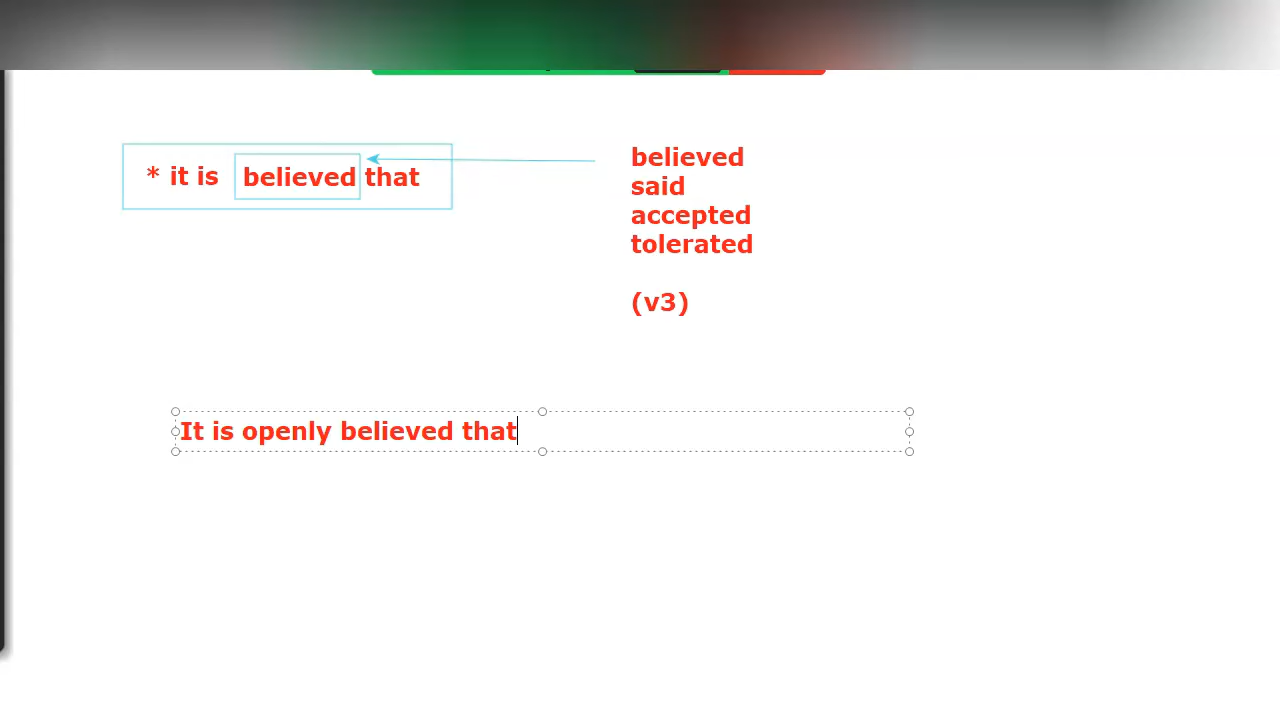 * it is believed that
believed
said
accepted
tolerated
(v3)
It is openly believed that